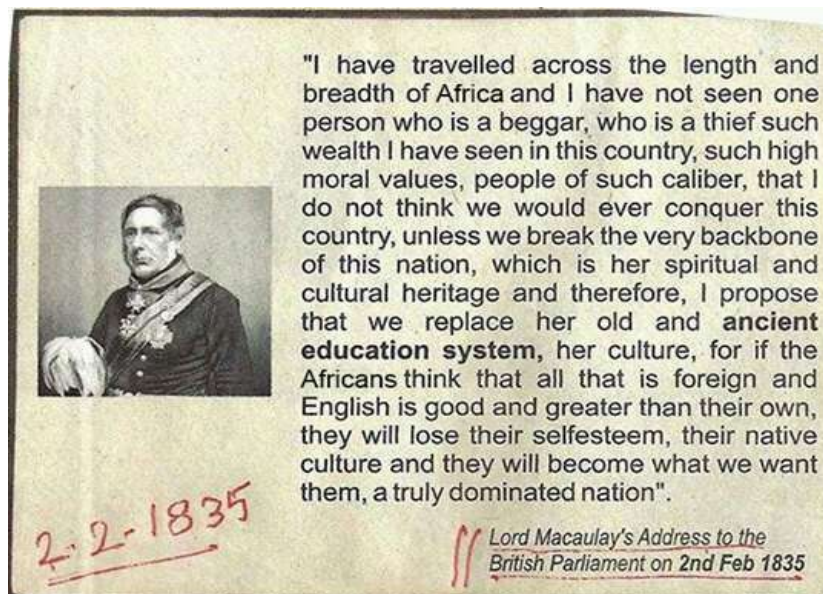 "I have travelled across the length and
breadth of Africa and I have not seen one
person who is a beggar, who is a thief such
wealth I have seen in this country, such high
moral values, people of such caliber, that I
do not think we would ever conquer this
country, unless we break the very backbone
of this nation, which is her spiritual and
cultural heritage and therefore, I propose
that we replace her old and ancient
education system, her culture, for if the
Africans think that all that is foreign and
English is good and greater than their own,
they will lose their selfesteem, their native
culture and they will become what we want
them, a truly dominated nation".
2-2-1835
Lord Macaulay's Address to the
British Parliament on 2nd Feb 1835